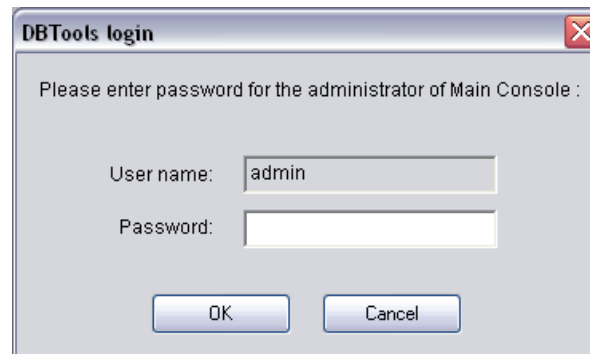 DBTools login
Please enter password for the administrator of Main Console :
User name: admin
Password:
OK Cancel